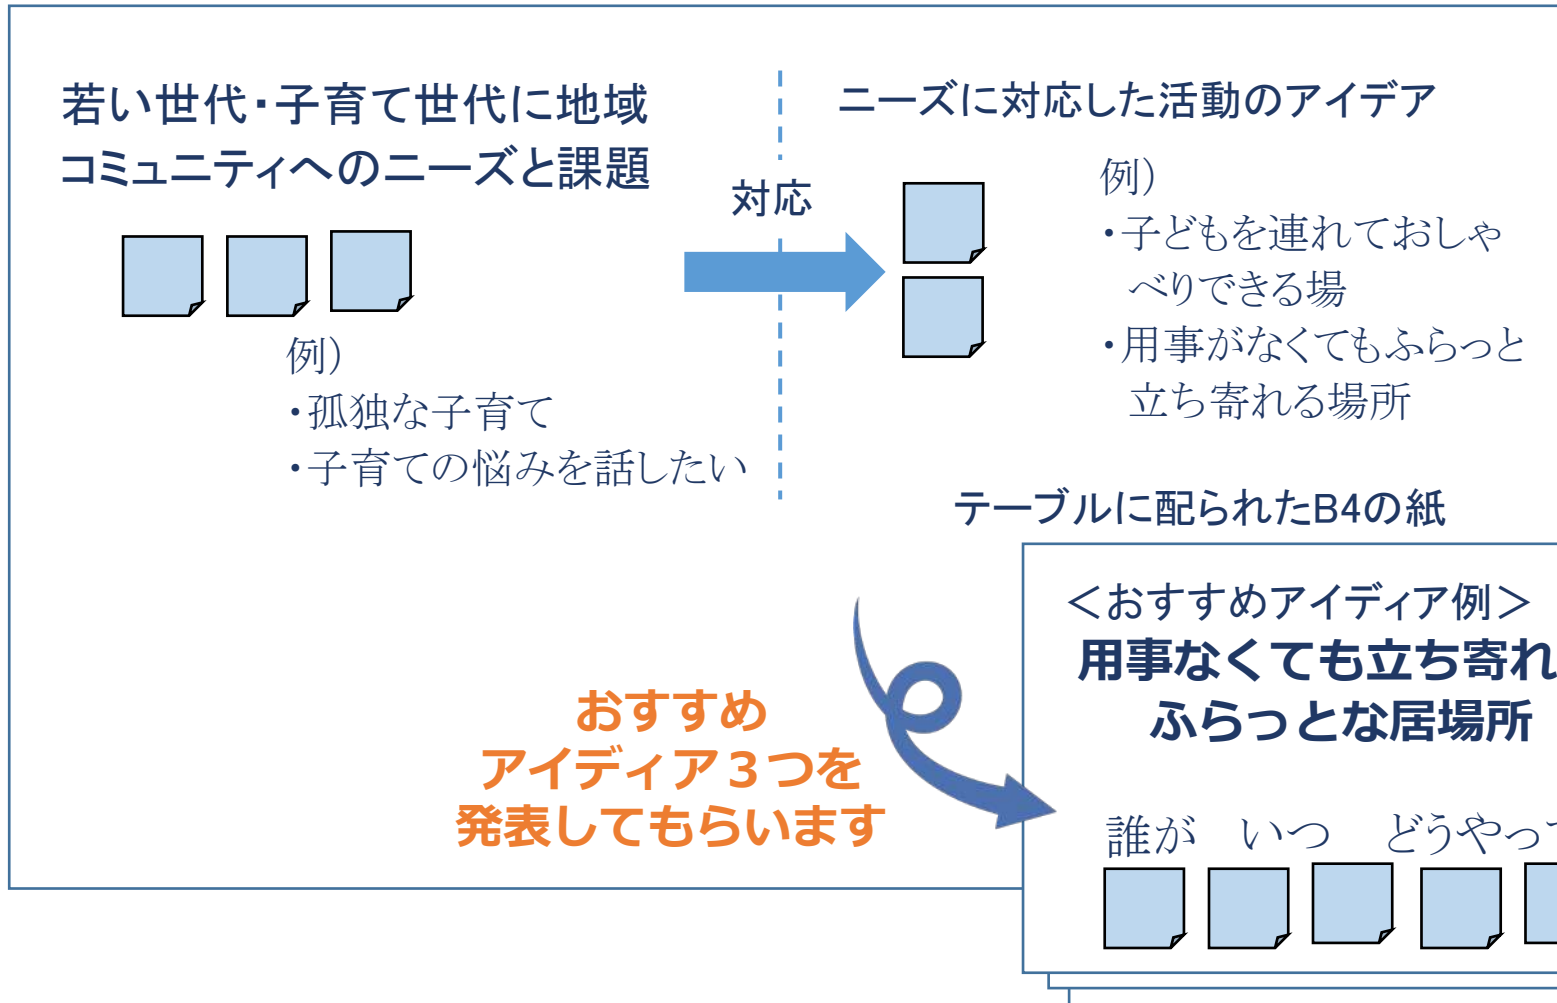 若い世代・子育て世代に地域
コミュニティへのニーズと課題
例）
・孤独な子育て
・子育ての悩みを話したい
対応
ニーズに対応した活動のアイデア
例）
・子どもを連れておしゃ
べりできる場
・用事がなくてもふらっと
立ち寄れる場所
テーブルに配られたB4の紙
おすすめ
アイディア３つを
発表してもらいます
＜おすすめアイディア例＞
用事なくても立ち寄れ
ふらっとな居場所
誰が　いつ　どうやっ